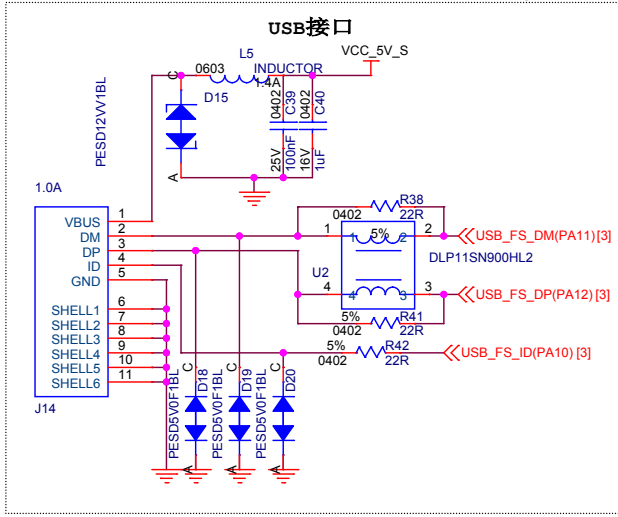 USB接口
L5
VCC_5V_S
0603
INDUCTOR
1.4A
C
D15
PESD12VV1BL
A
0402
C39
0402
C40
25V
100nF
16V
1uF
1.0A
VBUS 1
DM 2
DP 3
ID 4
GND 5
SHELL1 6
SHELL2 7
SHELL3 8
SHELL4 9
SHELL5 10
SHELL6 11
J14
R38
0402 22R
1 1 5% 2 2
USB_FS_DM(PA11)[3]
DLP11SN900HL2
U2
4 4 3 3
USB_FS_DP(PA12)[3]
5% R41
0402 22R
5% R42
USB_FS_ID(PA10) [3]
0402 22R
C
D18
PESD5V0F1BL
A
C
D19
PESD5V0F1BL
A
C
D20
PESD5V0F1BL
A